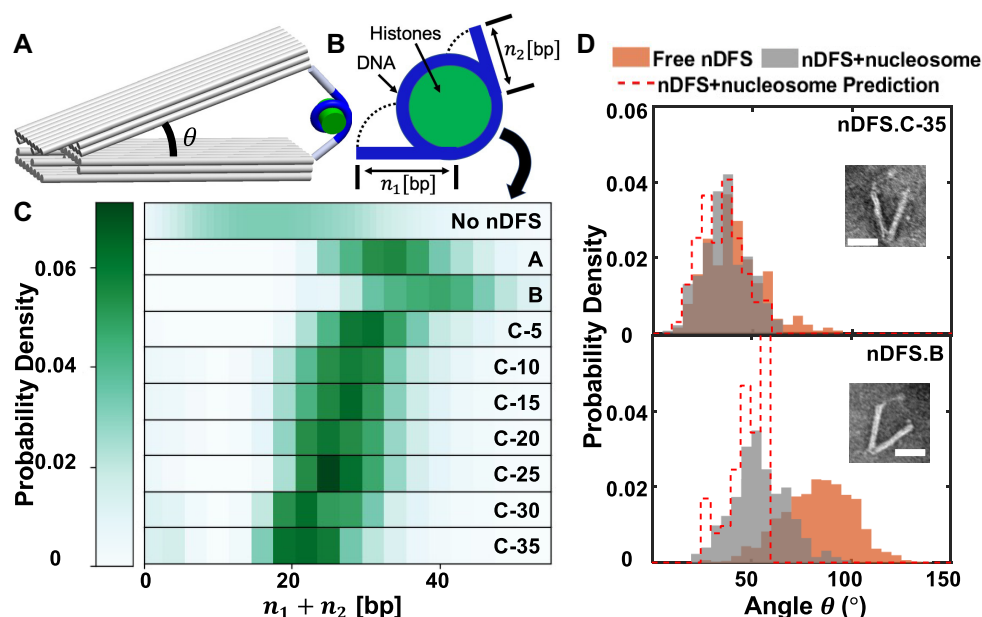 A
θ
B
Histones
DNA
n₂[bp]
n₁[bp]
C
Probability Density
0.06
0.04
0.02
0
No nDFS
A
B
C-5
C-10
C-15
C-20
C-25
C-30
C-35
0
20
40
n₁ + n₂ [bp]
D
Free nDFS
nDFS+nucleosome
nDFS+nucleosome Prediction
Probability Density
0.06
0.04
0.02
0
nDFS.C-35
0.04
0.02
0
nDFS.B
50
100
150
Angle θ (°)